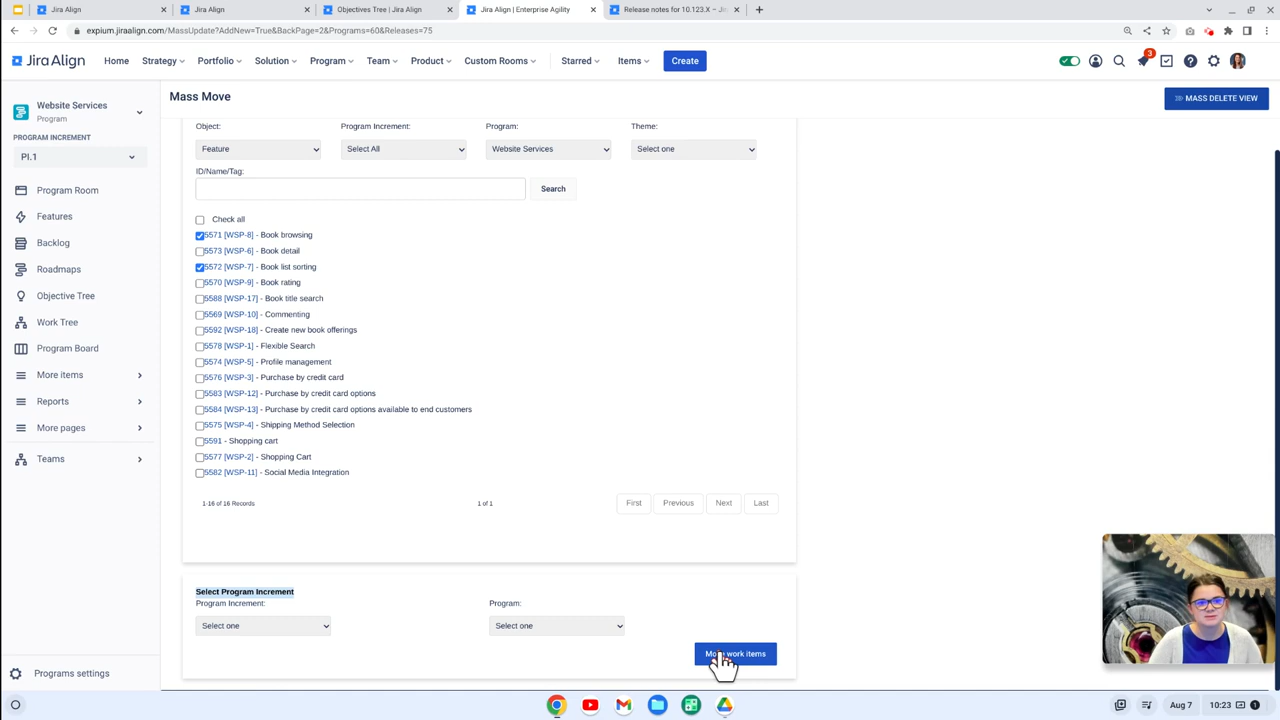 Jira Align
Jira Align
Objectives Tree | Jira Align
Jira Align | Enterprise Agility
Release notes for 10.123.X – Ji
expium.jiraalign.com/MassUpdate?AddNew=True&BackPage=2&Programs=60&Releases=75
Jira Align
Home
Strategy
Portfolio
Solution
Program
Team
Product
Custom Rooms
Starred
Items
Create
3
Website Services
Program
PROGRAM INCREMENT
PI.1
Program Room
Features
Backlog
Roadmaps
Objective Tree
Work Tree
Program Board
More items
Reports
More pages
Teams
Programs settings
Mass Move
MASS DELETE VIEW
Object: Program Increment: Program: Theme:
Feature Select All Website Services Select one
ID/Name/Tag:
Search
Check all
5571 [WSP-8] - Book browsing
5573 [WSP-6] - Book detail
5572 [WSP-7] - Book list sorting
5570 [WSP-9] - Book rating
5588 [WSP-17] - Book title search
5569 [WSP-10] - Commenting
5592 [WSP-18] - Create new book offerings
5578 [WSP-1] - Flexible Search
5574 [WSP-5] - Profile management
5576 [WSP-3] - Purchase by credit card
5583 [WSP-12] - Purchase by credit card options
5584 [WSP-13] - Purchase by credit card options available to end customers
5575 [WSP-4] - Shipping Method Selection
5591 - Shopping cart
5577 [WSP-2] - Shopping Cart
5582 [WSP-11] - Social Media Integration
1-16 of 16 Records 1 of 1 First Previous Next Last
Select Program Increment
Program Increment: Program:
Select one Select one
work items
Aug 7 10:23 1